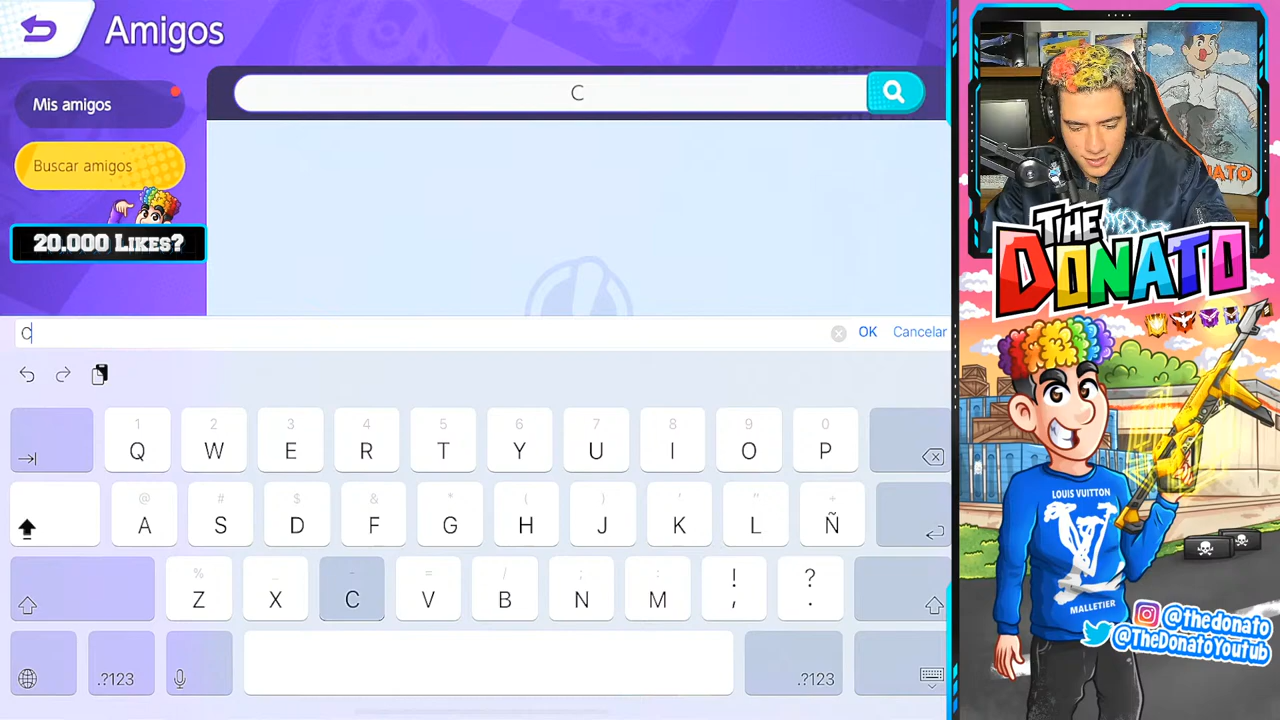 Amigos
Mis amigos
Buscar amigos
20.000 LIKES?
C
C
OK
Cancelar
1 2 3 4 5 6 7 8 9 0
Q W E R T Y U I O P
@ # $ & * ( ) ' " +
A S D F G H J K L Ñ
% _ - = / ; : ! ?
Z X C V B N M , .
.?123
.?123
NATO
THE
DONATO
LOUIS VUITTON
MALLETIER
@thedonato
@TheDonatoYoutub